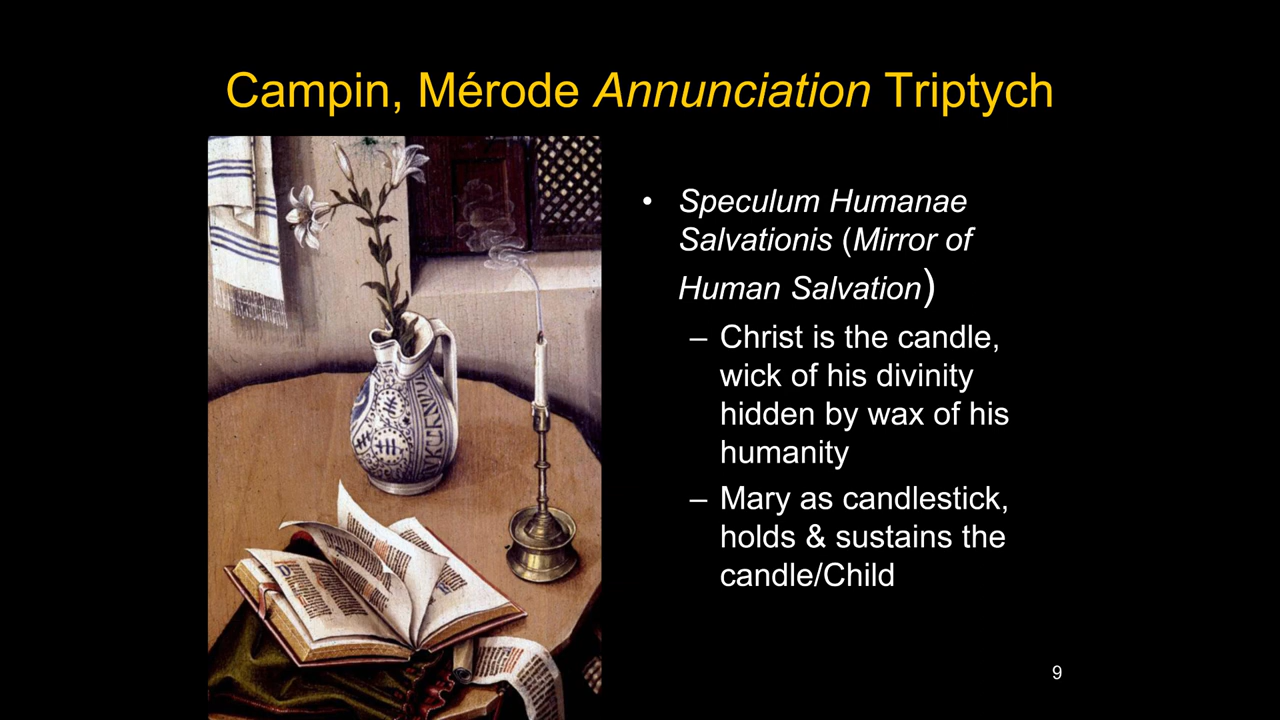 Campin, Mérode Annunciation Triptych
• Speculum Humanae
Salvationis (Mirror of
Human Salvation)
– Christ is the candle,
wick of his divinity
hidden by wax of his
humanity
– Mary as candlestick,
holds & sustains the
candle/Child
9